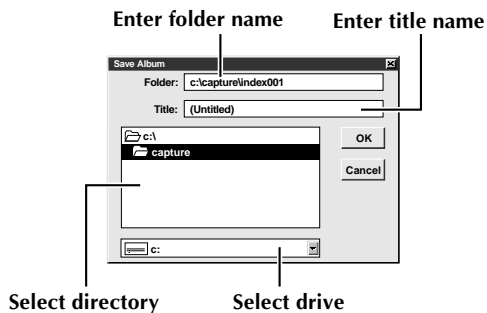 Enter folder name
Enter title name
Save Album
Folder: c:\capture\index001
Title: (Untitled)
c:\
OK
capture
Cancel
c:
Select directory
Select drive